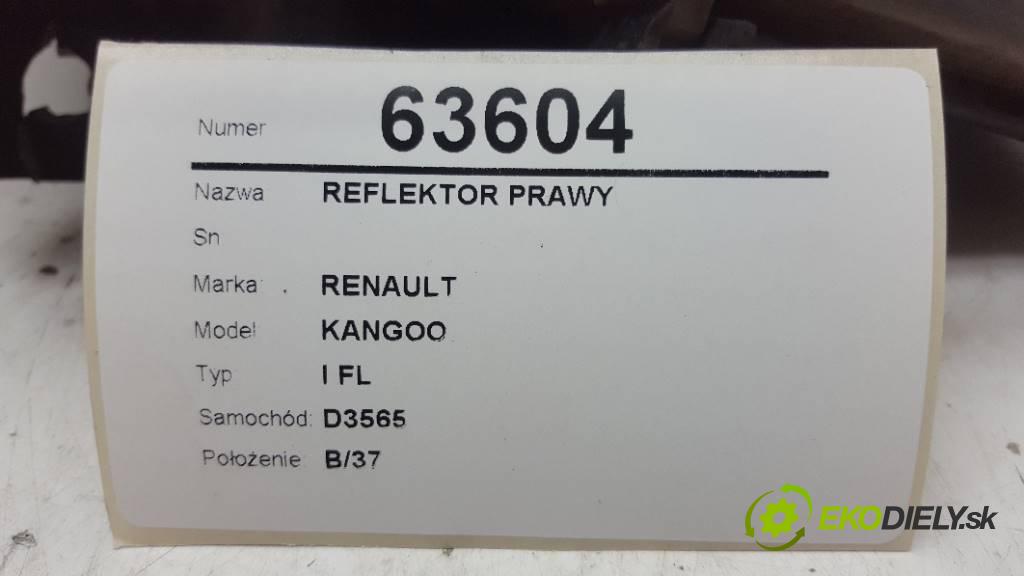 Numer 63604
Nazwa REFLEKTOR PRAWY
Sn
Marka: RENAULT
Model KANGOO
Typ I FL
Samochód: D3565
Położenie B/37
EKODIELY.sk